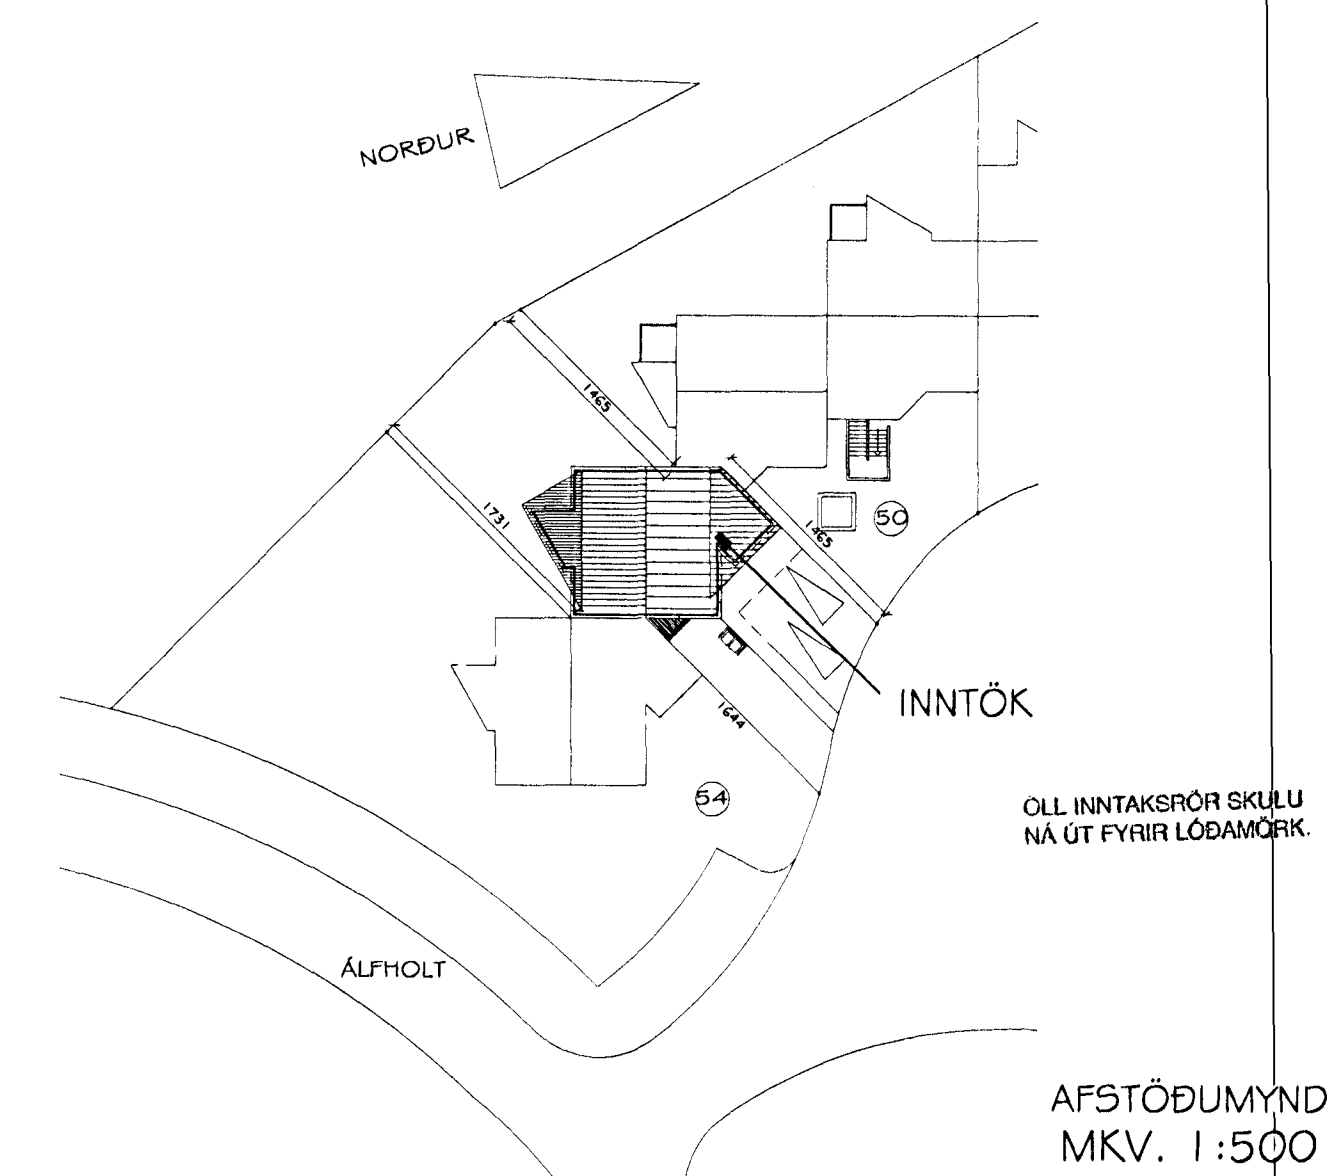 NORÐUR
1465
1731
1465
50
INNTÖK
1644
54
ÖLL INNTAKSRÖR SKULU
NÁ ÚT FYRIR LÓÐAMÖRK.
ÁLFHOLT
AFSTÖÐUMYND
MKV. 1:500